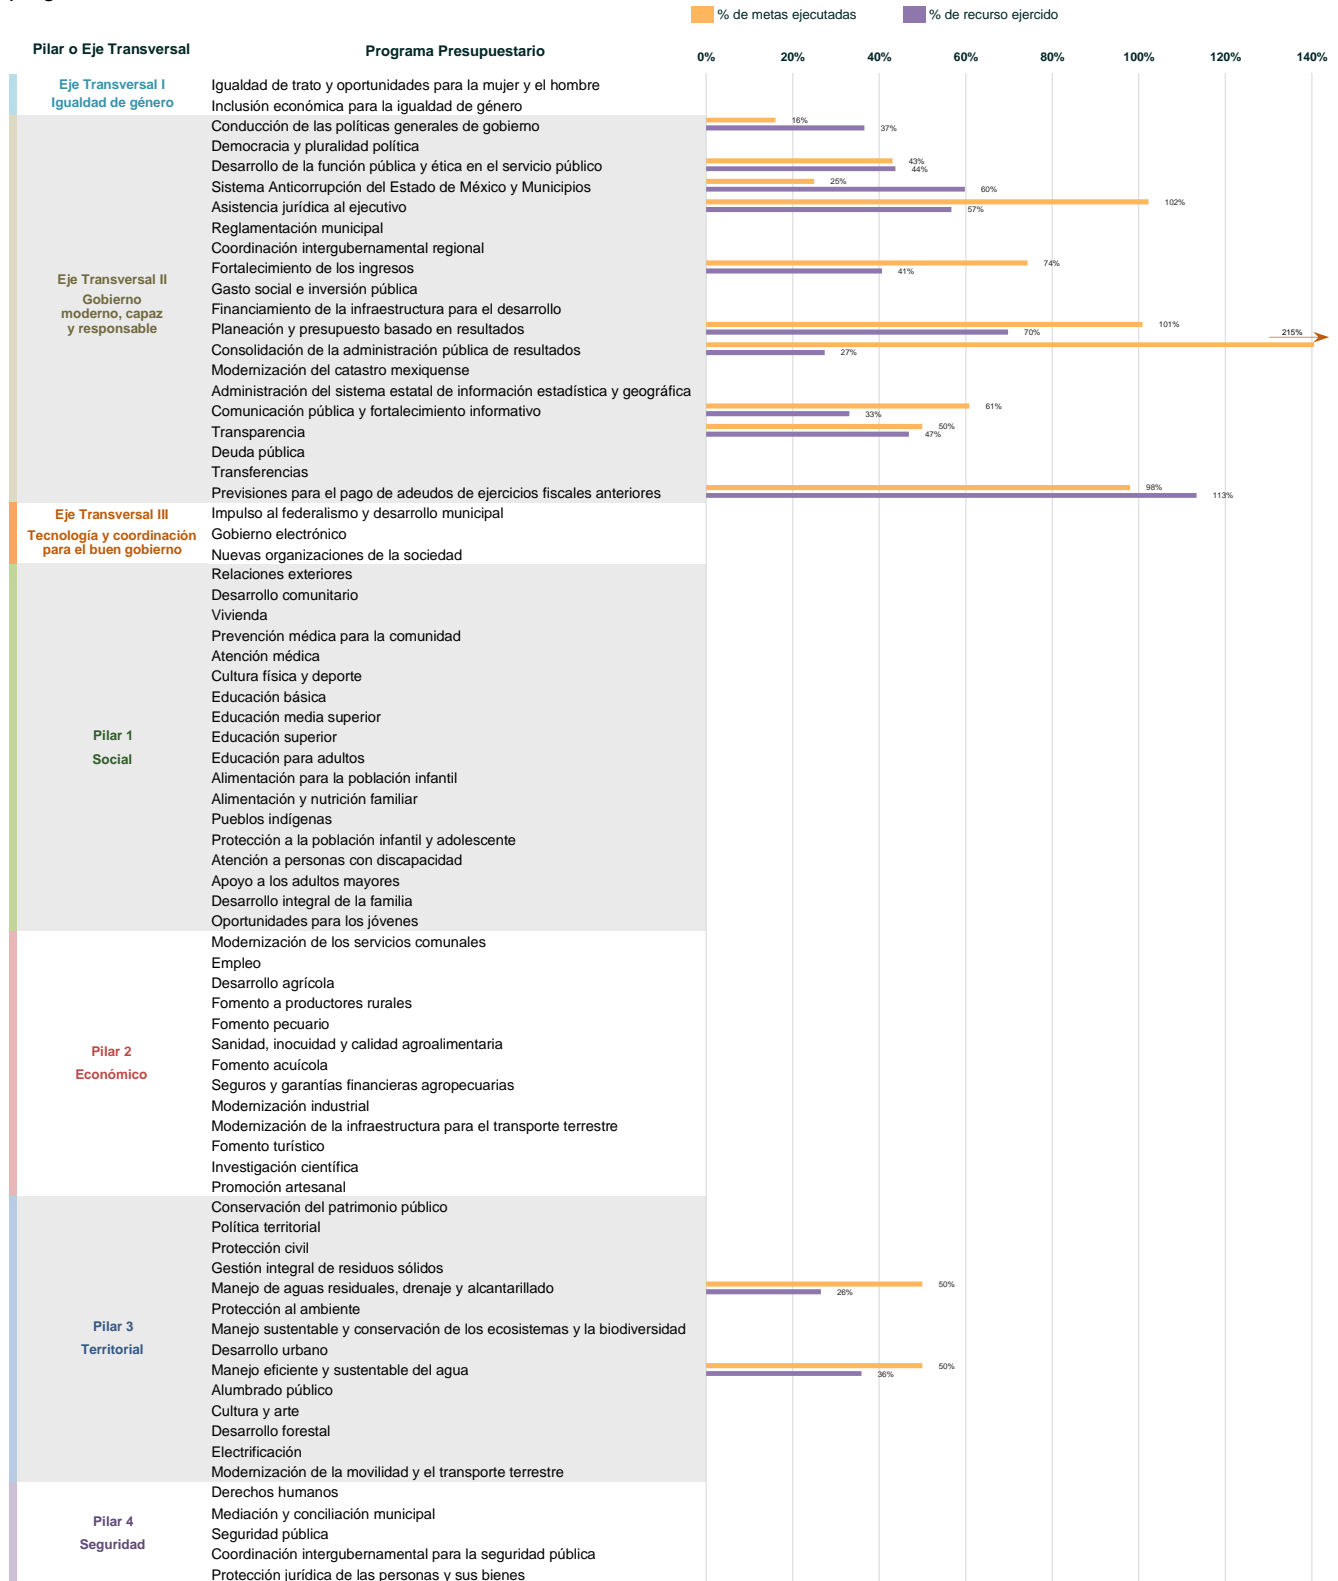 % de metas ejecutadas % de recurso ejercido
Pilar o Eje Transversal Programa Presupuestario 0% 20% 40% 60% 80% 100% 120% 140%
Eje Transversal I
Igualdad de género
Igualdad de trato y oportunidades para la mujer y el hombre
Inclusión económica para la igualdad de género
Eje Transversal II
Gobierno
moderno, capaz
y responsable
Conducción de las políticas generales de gobierno 16% 37%
Democracia y pluralidad política
Desarrollo de la función pública y ética en el servicio público 43% 44%
Sistema Anticorrupción del Estado de México y Municipios 25% 60%
Asistencia jurídica al ejecutivo 102% 57%
Reglamentación municipal
Coordinación intergubernamental regional
Fortalecimiento de los ingresos 74% 41%
Gasto social e inversión pública
Financiamiento de la infraestructura para el desarrollo
Planeación y presupuesto basado en resultados 101% 70%
Consolidación de la administración pública de resultados 215% 27%
Modernización del catastro mexiquense
Administración del sistema estatal de información estadística y geográfica
Comunicación pública y fortalecimiento informativo 61% 33%
Transparencia 50% 47%
Deuda pública
Transferencias
Previsiones para el pago de adeudos de ejercicios fiscales anteriores 98% 113%
Eje Transversal III
Tecnología y coordinación
para el buen gobierno
Impulso al federalismo y desarrollo municipal
Gobierno electrónico
Nuevas organizaciones de la sociedad
Pilar 1
Social
Relaciones exteriores
Desarrollo comunitario
Vivienda
Prevención médica para la comunidad
Atención médica
Cultura física y deporte
Educación básica
Educación media superior
Educación superior
Educación para adultos
Alimentación para la población infantil
Alimentación y nutrición familiar
Pueblos indígenas
Protección a la población infantil y adolescente
Atención a personas con discapacidad
Apoyo a los adultos mayores
Desarrollo integral de la familia
Oportunidades para los jóvenes
Pilar 2
Económico
Modernización de los servicios comunales
Empleo
Desarrollo agrícola
Fomento a productores rurales
Fomento pecuario
Sanidad, inocuidad y calidad agroalimentaria
Fomento acuícola
Seguros y garantías financieras agropecuarias
Modernización industrial
Modernización de la infraestructura para el transporte terrestre
Fomento turístico
Investigación científica
Promoción artesanal
Pilar 3
Territorial
Conservación del patrimonio público
Política territorial
Protección civil
Gestión integral de residuos sólidos
Manejo de aguas residuales, drenaje y alcantarillado 50% 26%
Protección al ambiente
Manejo sustentable y conservación de los ecosistemas y la biodiversidad
Desarrollo urbano
Manejo eficiente y sustentable del agua 50% 36%
Alumbrado público
Cultura y arte
Desarrollo forestal
Electrificación
Modernización de la movilidad y el transporte terrestre
Pilar 4
Seguridad
Derechos humanos
Mediación y conciliación municipal
Seguridad pública
Coordinación intergubernamental para la seguridad pública
Protección jurídica de las personas y sus bienes